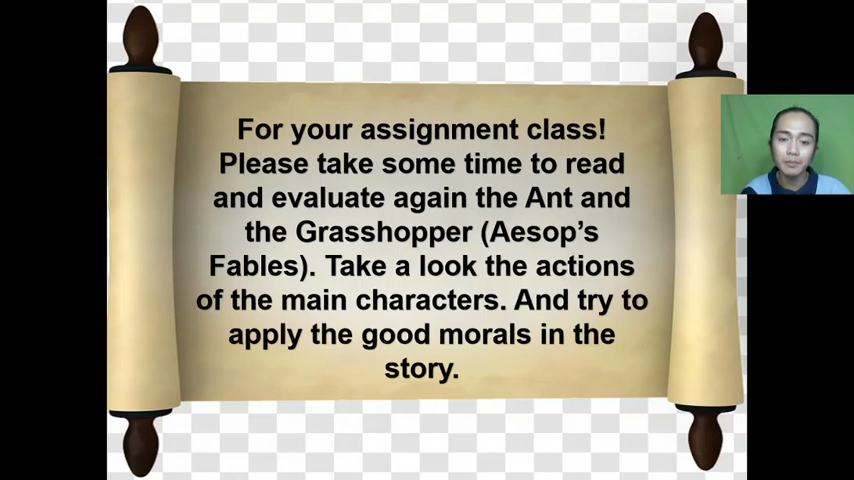 For your assignment class!
Please take some time to read
and evaluate again the Ant and
the Grasshopper (Aesop’s
Fables). Take a look the actions
of the main characters. And try to
apply the good morals in the
story.